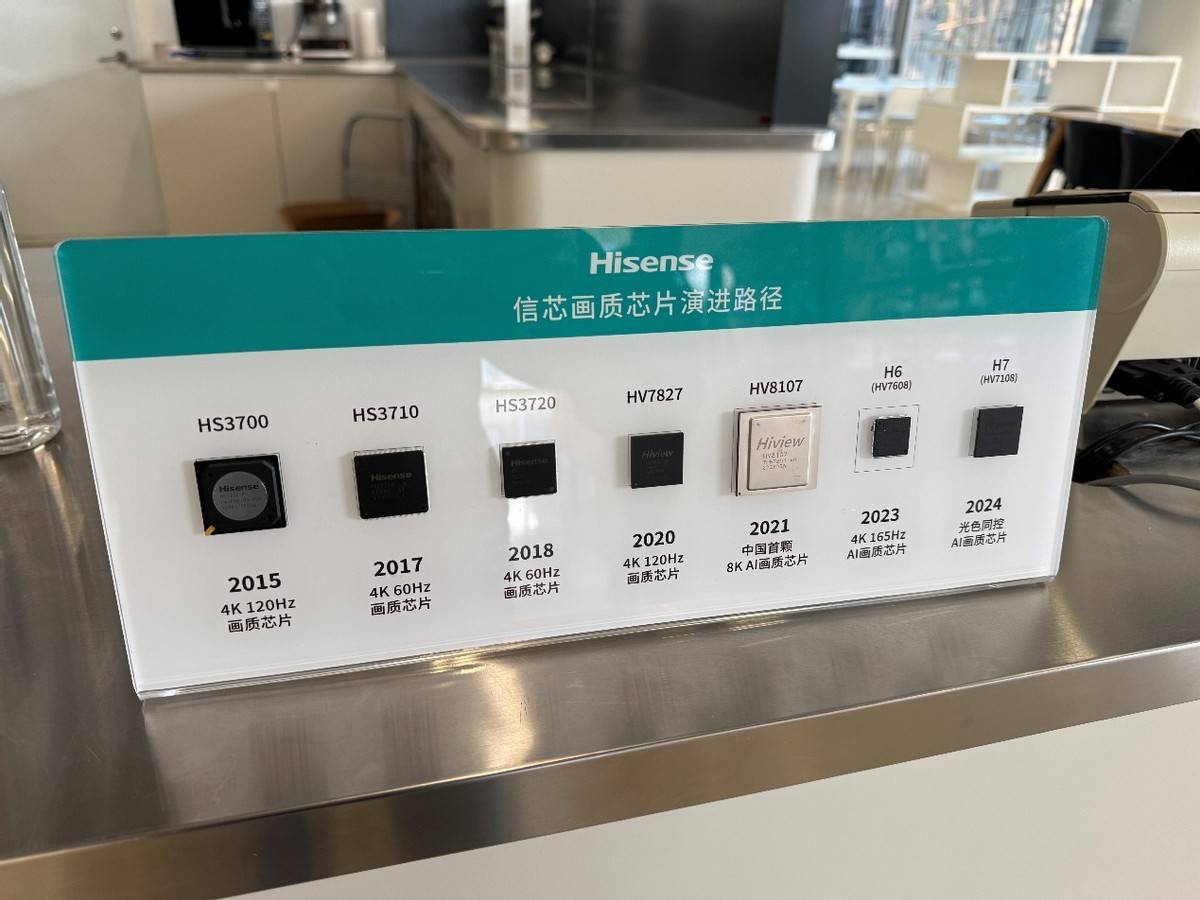 Hisense
信芯画质芯片演进路径
HS3700
Hisense
2015
4K 120Hz
画质芯片
HS3710
Hisense
2017
4K 60Hz
画质芯片
HS3720
Hisense
2018
4K 60Hz
画质芯片
HV7827
Hiview
2020
4K 120Hz
画质芯片
HV8107
Hiview
HV8107
2021
中国首颗
8K AI画质芯片
H6
(HV7608)
2023
4K 165Hz
AI画质芯片
H7
(HV7108)
2024
光色同控
AI画质芯片